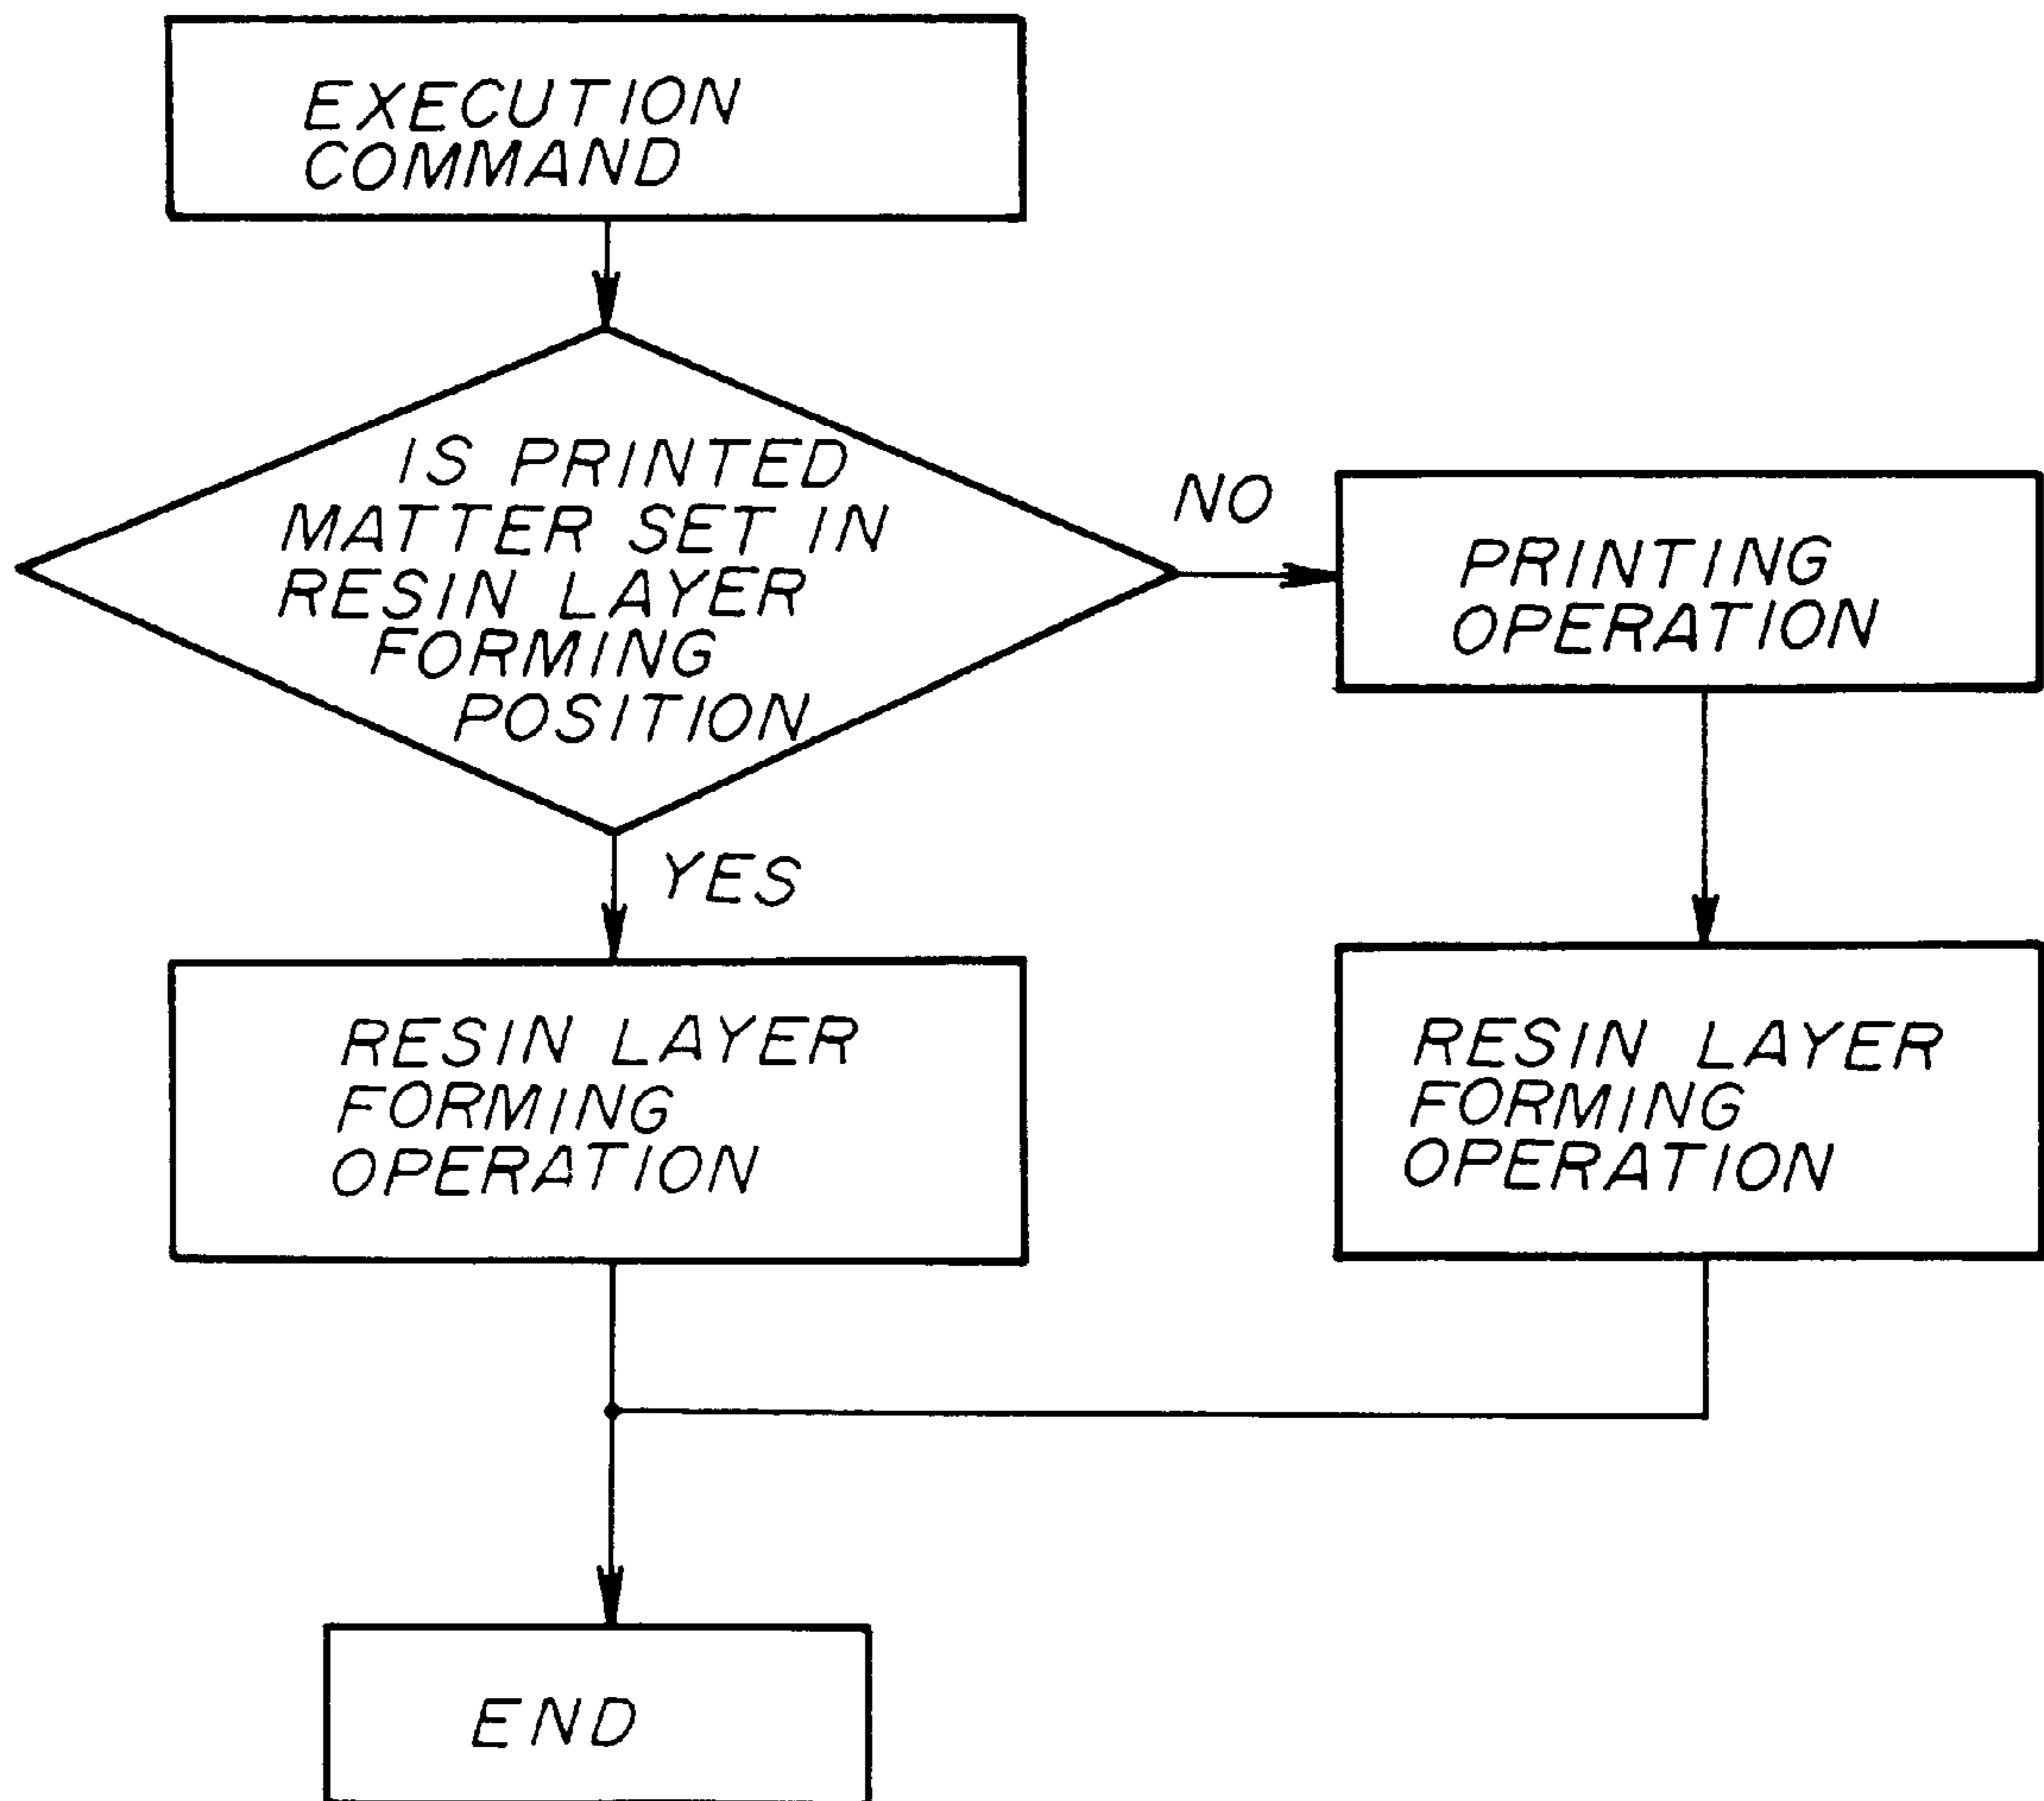 EXECUTION
COMMAND
IS PRINTED
MATTER SET IN
RESIN LAYER
FORMING
POSITION
NO
PRINTING
OPERATION
YES
RESIN LAYER
FORMING
OPERATION
RESIN LAYER
FORMING
OPERATION
END